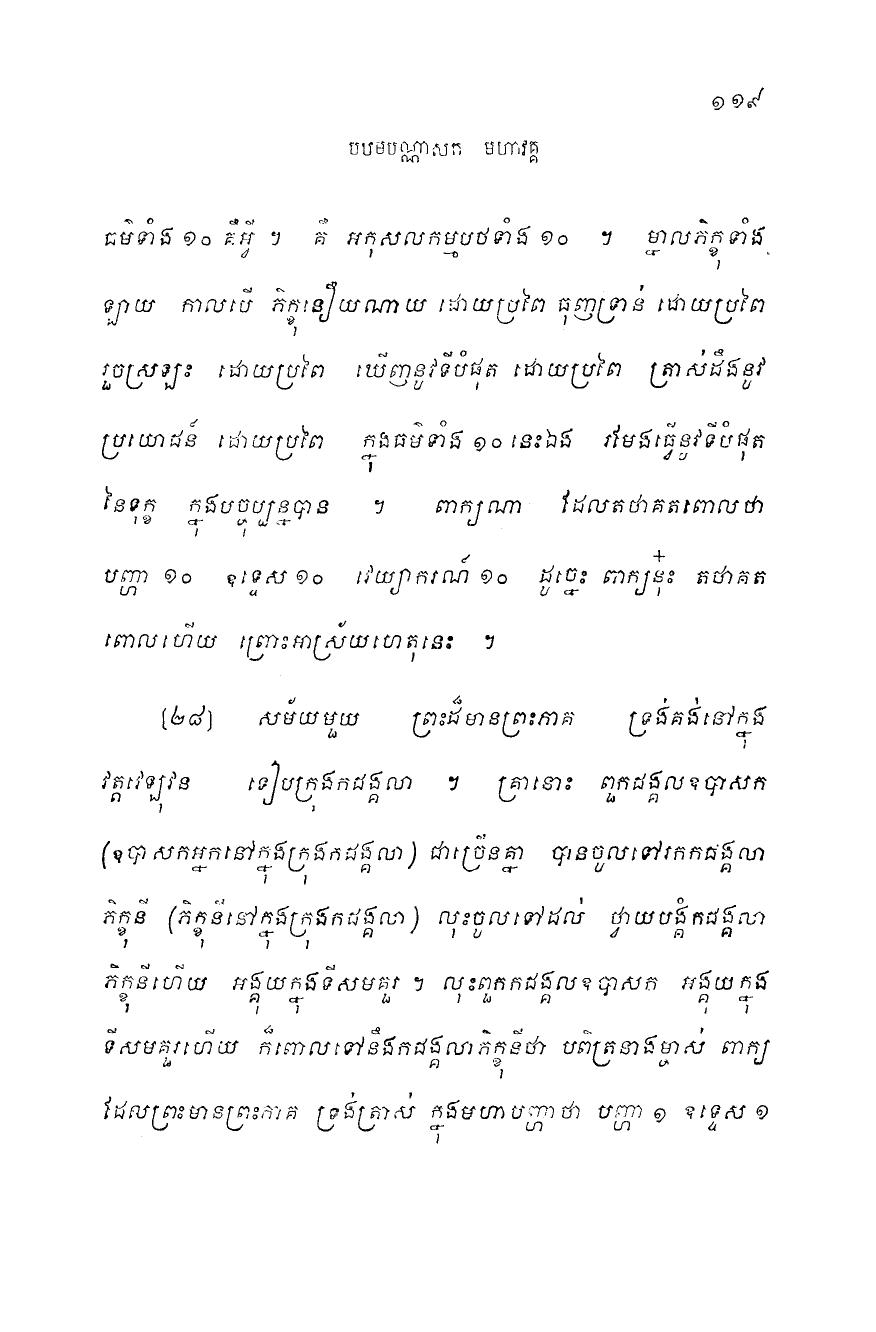 ១១៩
បឋមបណ្ណាសក មហាវគ្គ
ធម៌ទាំង ១០ គឺអ្វី ។ គឺ អកុសលកម្មបថទាំង ១០ ។ ម្នាលភិក្ខុទាំង
ឡាយ កាលបើ ភិក្ខុនឿយណាយ ដោយប្រពៃ ធុញទ្រាន់ ដោយប្រពៃ
រួចស្រឡះ ដោយប្រពៃ ឃើញនូវទីបំផុត ដោយប្រពៃ ត្រាស់ដឹងនូវ
ប្រយោជន៍ ដោយប្រពៃ ក្នុងធម៌ទាំង ១០ នេះឯង រមែងធ្វើនូវទីបំផុត
នៃទុក្ខ ក្នុងបច្ចុប្បន្នបាន ។ ពាក្យណា ដែលតថាគតពោលថា
បញ្ហា ១០ ឧទ្ទេស ១០ វេយ្យាករណ៍ ១០ ដូច្នេះ ពាក្យនុ៎ះ តថាគត
ពោលហើយ ព្រោះអាស្រ័យហេតុនេះ ។
[២៨] សម័យមួយ ព្រះដ៏មានព្រះភាគ ទ្រង់គង់នៅក្នុង
វត្តវេឡុវន ទៀបក្រុងកជង្គលា ។ គ្រានោះ ពួកជង្គលឧបាសក
(ឧបាសកអ្នកនៅក្នុងក្រុងកជង្គលា) ជាច្រើនគ្នា បានចូលទៅរកកជង្គលា
ភិក្ខុនី (ភិក្ខុនីនៅក្នុងក្រុងកជង្គលា) លុះចូលទៅដល់ ថ្វាយបង្គំកជង្គលា
ភិក្ខុនីហើយ អង្គុយក្នុងទីសមគួរ ។ លុះពួកកជង្គលឧបាសក អង្គុយក្នុង
ទីសមគួរហើយ ក៏ពោលទៅនឹងកជង្គលាភិក្ខុនីថា បពិត្រនាងម្ចាស់ ពាក្យ
ដែលព្រះមានព្រះភាគ ទ្រង់ត្រាស់ ក្នុងមហាបញ្ហាថា បញ្ហា ១ ឧទ្ទេស ១